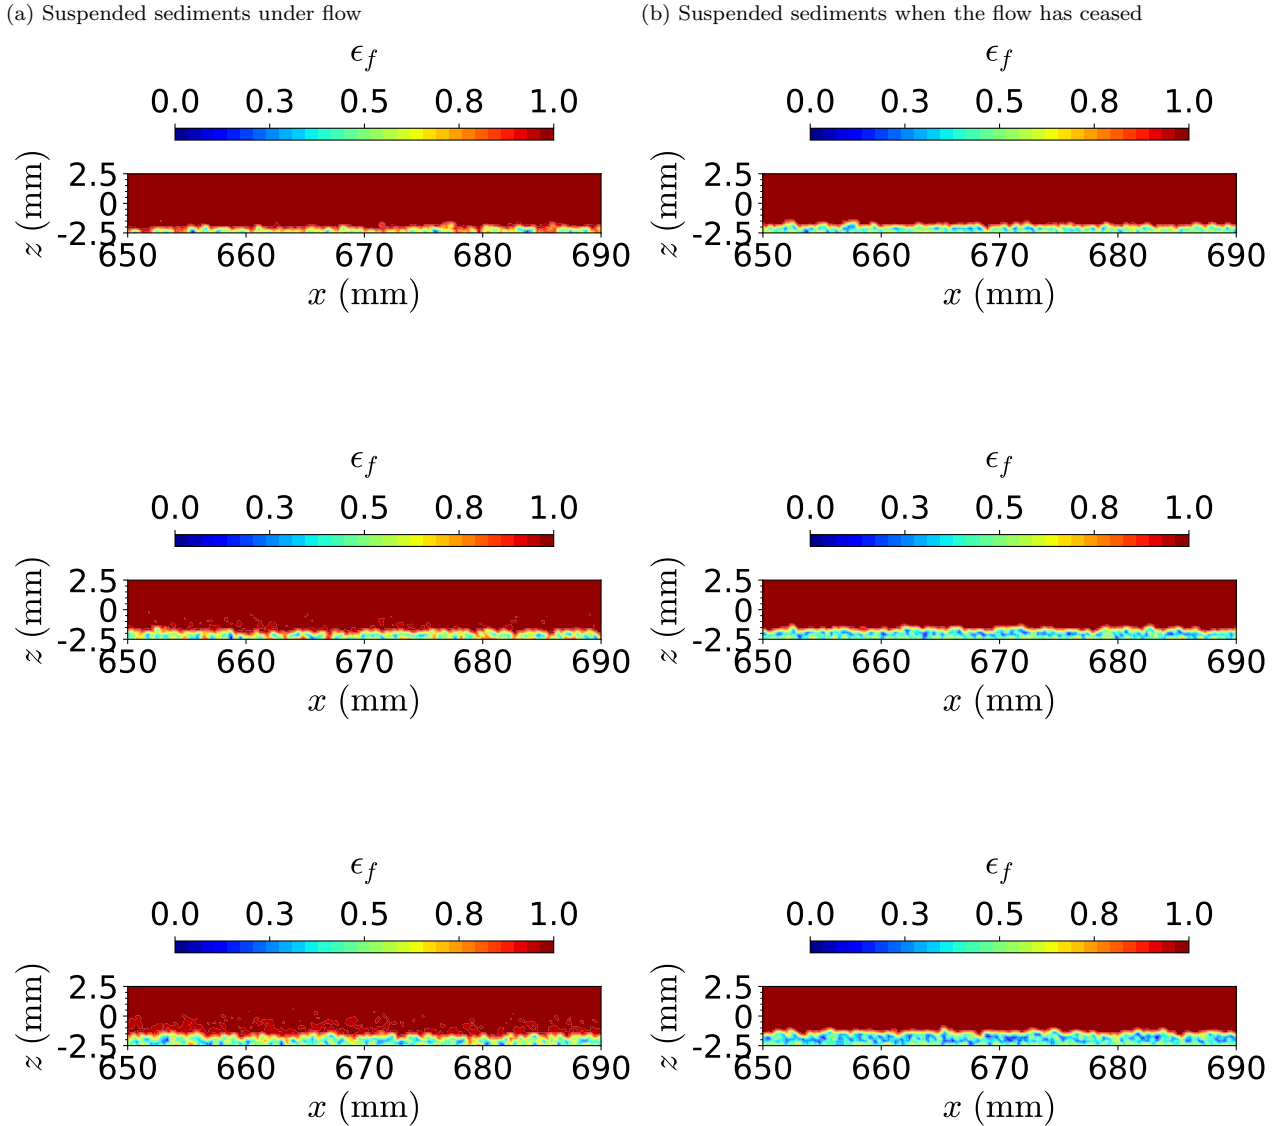 (a) Suspended sediments under flow
(b) Suspended sediments when the flow has ceased
ϵf
0.0 0.3 0.5 0.8 1.0
z (mm)
2.5
0
-2.5
650 660 670 680 690
x (mm)
ϵf
0.0 0.3 0.5 0.8 1.0
z (mm)
2.5
0
-2.5
650 660 670 680 690
x (mm)
ϵf
0.0 0.3 0.5 0.8 1.0
z (mm)
2.5
0
-2.5
650 660 670 680 690
x (mm)
ϵf
0.0 0.3 0.5 0.8 1.0
z (mm)
2.5
0
-2.5
650 660 670 680 690
x (mm)
ϵf
0.0 0.3 0.5 0.8 1.0
z (mm)
2.5
0
-2.5
650 660 670 680 690
x (mm)
ϵf
0.0 0.3 0.5 0.8 1.0
z (mm)
2.5
0
-2.5
650 660 670 680 690
x (mm)